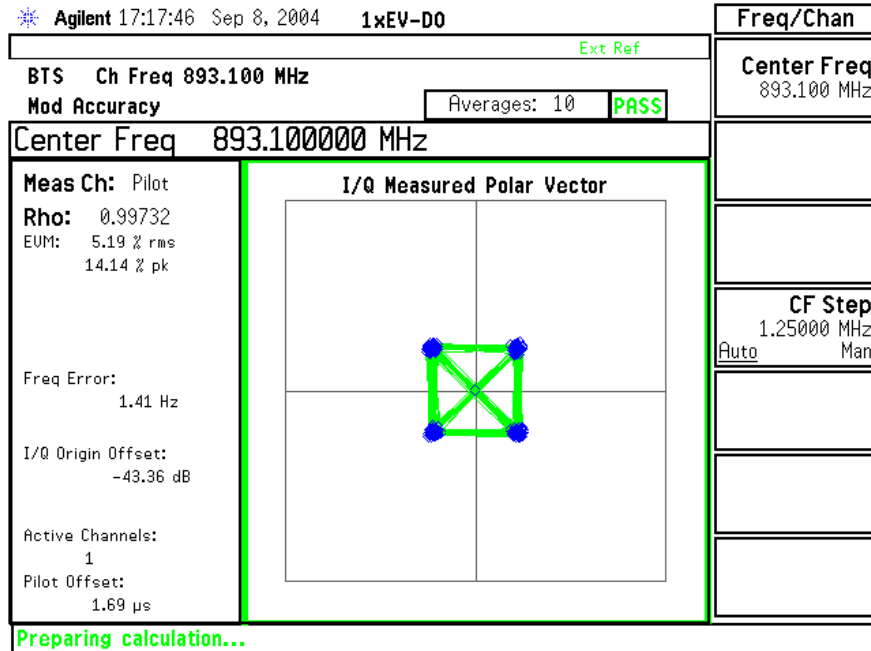 Agilent 17:17:46 Sep 8, 2004 1xEV-DO
Freq/Chan
Ext Ref
BTS Ch Freq 893.100 MHz
Mod Accuracy
Averages: 10 PASS
Center Freq 893.100000 MHz
Meas Ch: Pilot
Rho: 0.99732
EVM: 5.19 % rms
14.14 % pk
Freq Error:
1.41 Hz
I/Q Origin Offset:
-43.36 dB
Active Channels:
1
Pilot Offset:
1.69 µs
I/Q Measured Polar Vector
Preparing calculation...
Center Freq
893.100 MHz
CF Step
1.25000 MHz
Auto Man